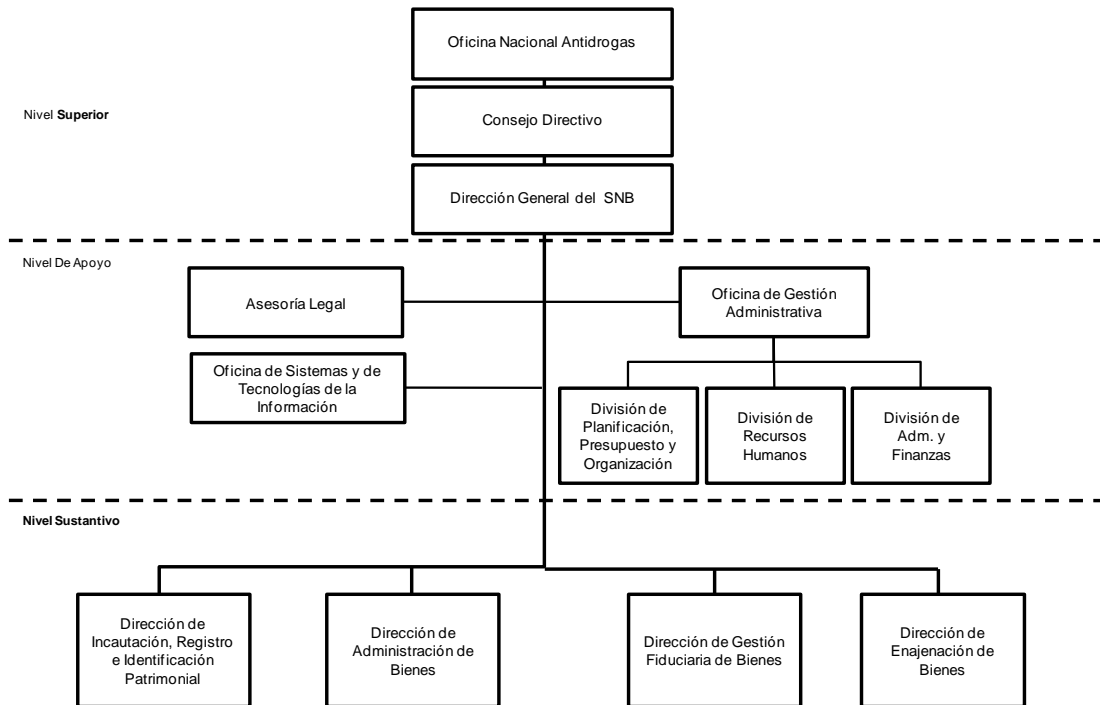 Oficina Nacional Antidrogas
Nivel Superior
Consejo Directivo
Dirección General del SNB
Nivel De Apoyo
Asesoría Legal
Oficina de Gestión
Administrativa
Oficina de Sistemas y de
Tecnologías de la
Información
División de
Planificación,
Presupuesto y
Organización
División de
Recursos
Humanos
División de
Adm. y
Finanzas
Nivel Sustantivo
Dirección de
Incautación, Registro
e Identificación
Patrimonial
Dirección de
Administración de
Bienes
Dirección de Gestión
Fiduciaria de Bienes
Dirección de
Enajenación de
Bienes